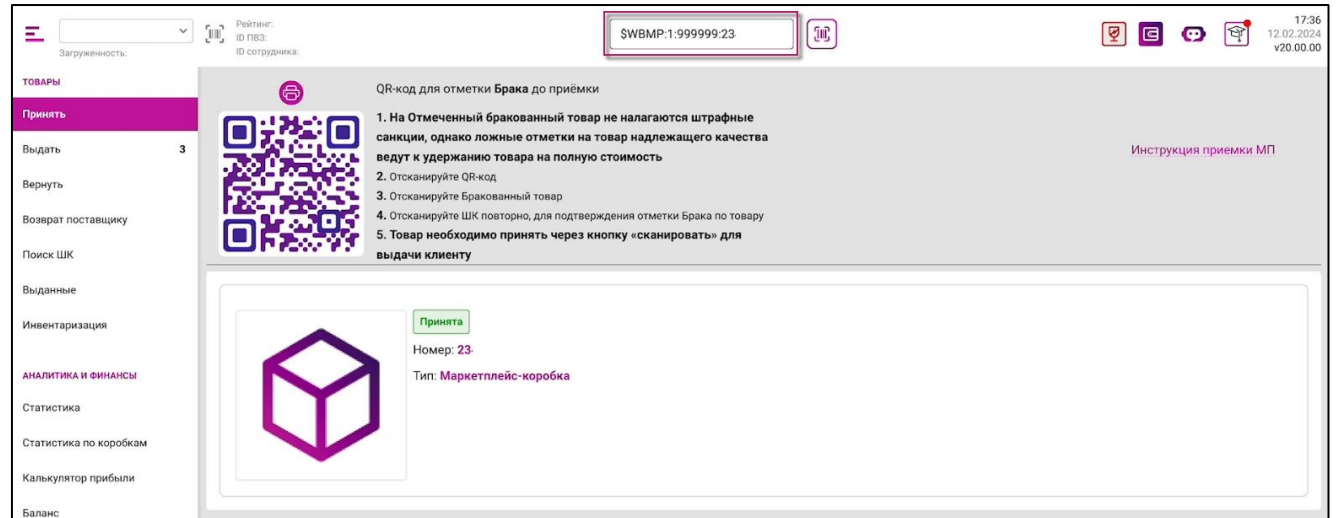 Загруженность:
Рейтинг:
ID ПВЗ:
ID сотрудника:
$WBMP:1:999999:23
17:36
12.02.2024
v20.00.00
ТОВАРЫ
Принять
Выдать 3
Вернуть
Возврат поставщику
Поиск ШК
Выданные
Инвентаризация
АНАЛИТИКА И ФИНАНСЫ
Статистика
Статистика по коробкам
Калькулятор прибыли
Баланс
QR-код для отметки Брака до приёмки
1. На Отмеченный бракованный товар не налагаются штрафные
санкции, однако ложные отметки на товар надлежащего качества
ведут к удержанию товара на полную стоимость
2. Отсканируйте QR-код
3. Отсканируйте Бракованный товар
4. Отсканируйте ШК повторно, для подтверждения отметки Брака по товару
5. Товар необходимо принять через кнопку «сканировать» для
выдачи клиенту
Инструкция приемки МП
Принята
Номер: 23
Тип: Маркетплейс-коробка